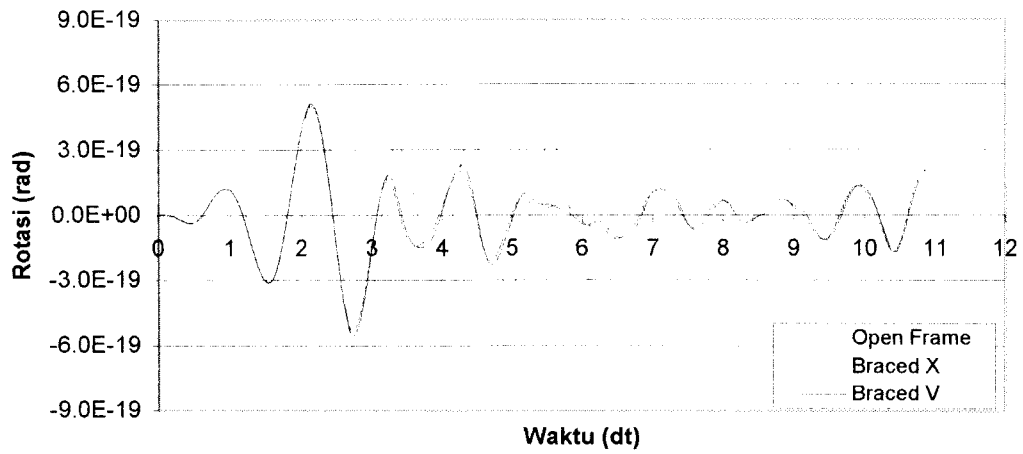 9.0E-19
6.0E-19
3.0E-19
0.0E+00
-3.0E-19
-6.0E-19
-9.0E-19
Rotasi (rad)
0 1 2 3 4 5 6 7 8 9 10 11 12
Open Frame
Braced X
Braced V
Waktu (dt)